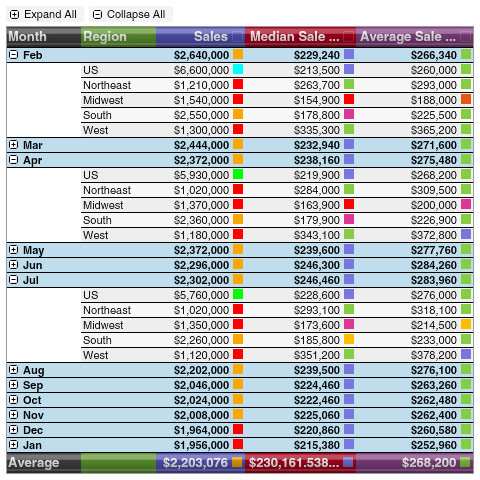 Expand All Collapse All
Month Region Sales Median Sale ... Average Sale ...
Feb $2,640,000 $229,240 $266,340
US $6,600,000 $213,500 $260,000
Northeast $1,210,000 $263,700 $293,000
Midwest $1,540,000 $154,900 $188,000
South $2,550,000 $178,800 $225,500
West $1,300,000 $335,300 $365,200
Mar $2,444,000 $232,940 $271,600
Apr $2,372,000 $238,160 $275,480
US $5,930,000 $219,900 $268,200
Northeast $1,020,000 $284,000 $309,500
Midwest $1,370,000 $163,900 $200,000
South $2,360,000 $179,900 $226,900
West $1,180,000 $343,100 $372,800
May $2,372,000 $239,600 $277,760
Jun $2,296,000 $246,300 $284,260
Jul $2,302,000 $246,460 $283,960
US $5,760,000 $228,600 $276,000
Northeast $1,020,000 $293,100 $318,100
Midwest $1,350,000 $173,600 $214,500
South $2,260,000 $185,800 $233,000
West $1,120,000 $351,200 $378,200
Aug $2,202,000 $239,500 $276,100
Sep $2,046,000 $224,460 $263,260
Oct $2,024,000 $222,460 $262,480
Nov $2,008,000 $225,060 $262,400
Dec $1,964,000 $220,860 $260,580
Jan $1,956,000 $215,380 $252,960
Average $2,203,076 $230,161.538... $268,200